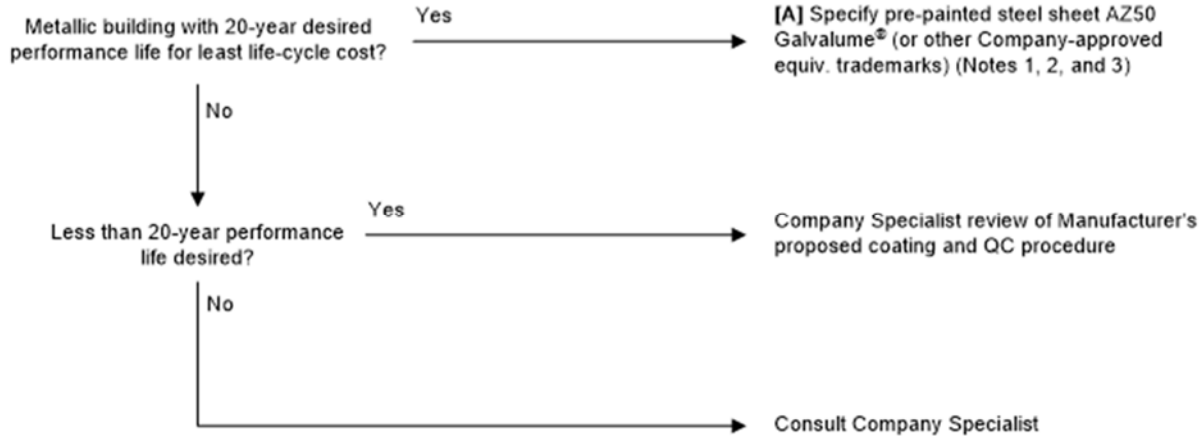 Metallic building with 20-year desired
performance life for least life-cycle cost?
Yes
[A] Specify pre-painted steel sheet AZ50
Galvalume® (or other Company-approved
equiv. trademarks) (Notes 1, 2, and 3)
No
Less than 20-year performance
life desired?
Yes
Company Specialist review of Manufacturer's
proposed coating and QC procedure
No
Consult Company Specialist